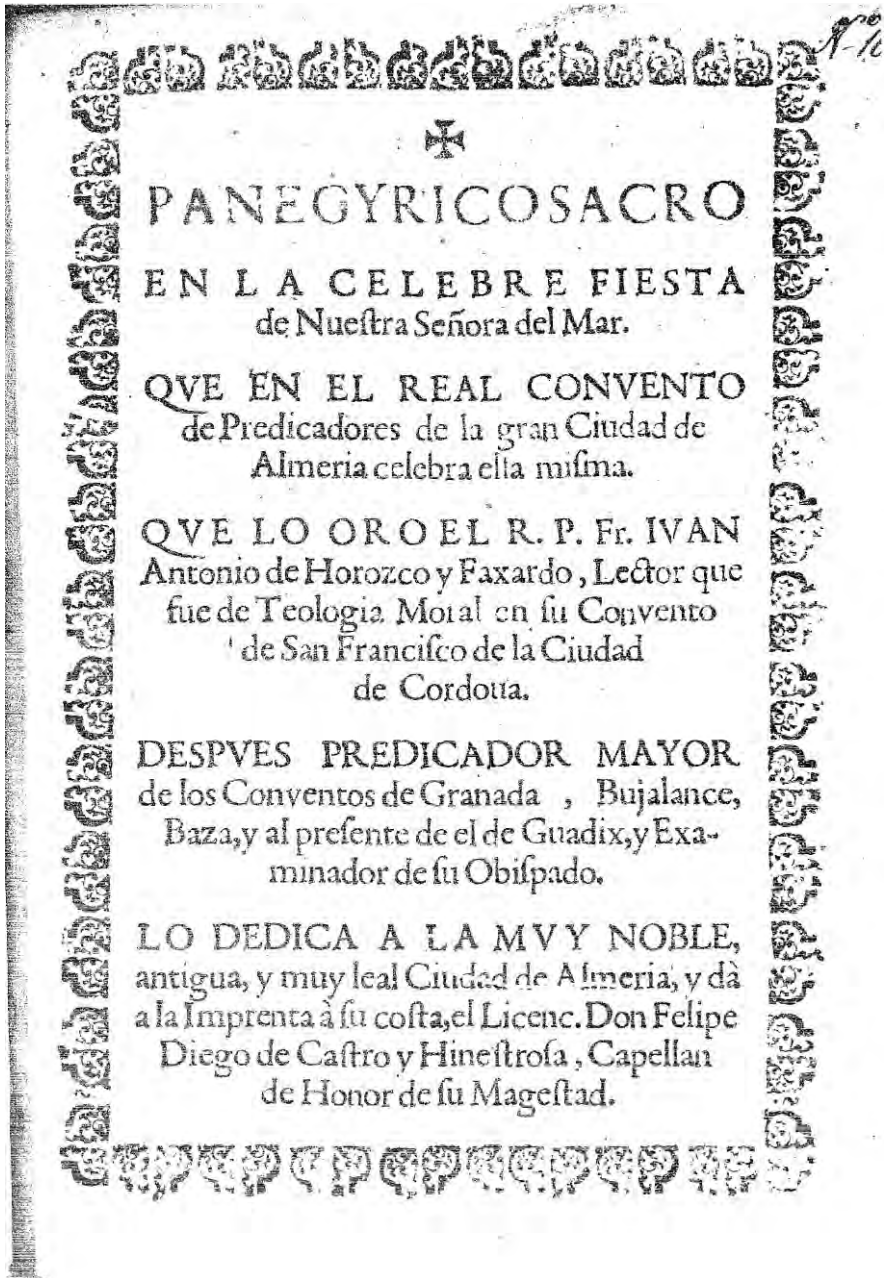 ✠
PANEGYRICO SACRO
EN LA CELEBRE FIESTA
de Nueſtra Señora del Mar.
QVE EN EL REAL CONVENTO
de Predicadores de la gran Ciudad de
Almeria celebra ella miſma.
QVE LO ORO EL R. P. Fr. IVAN
Antonio de Horozco y Faxardo, Lector que
fue de Teologia Moral en ſu Convento
de San Franciſco de la Ciudad
de Cordoua.
DESPVES PREDICADOR MAYOR
de los Conventos de Granada , Bujalance,
Baza,y al preſente de el de Guadix,y Exa-
minador de ſu Obiſpado.
LO DEDICA A LA MVY NOBLE,
antigua, y muy leal Ciudad de Almeria, y dà
a la Imprenta à ſu coſta,el Licenc. Don Felipe
Diego de Caſtro y Hineſtroſa, Capellan
de Honor de ſu Mageſtad.